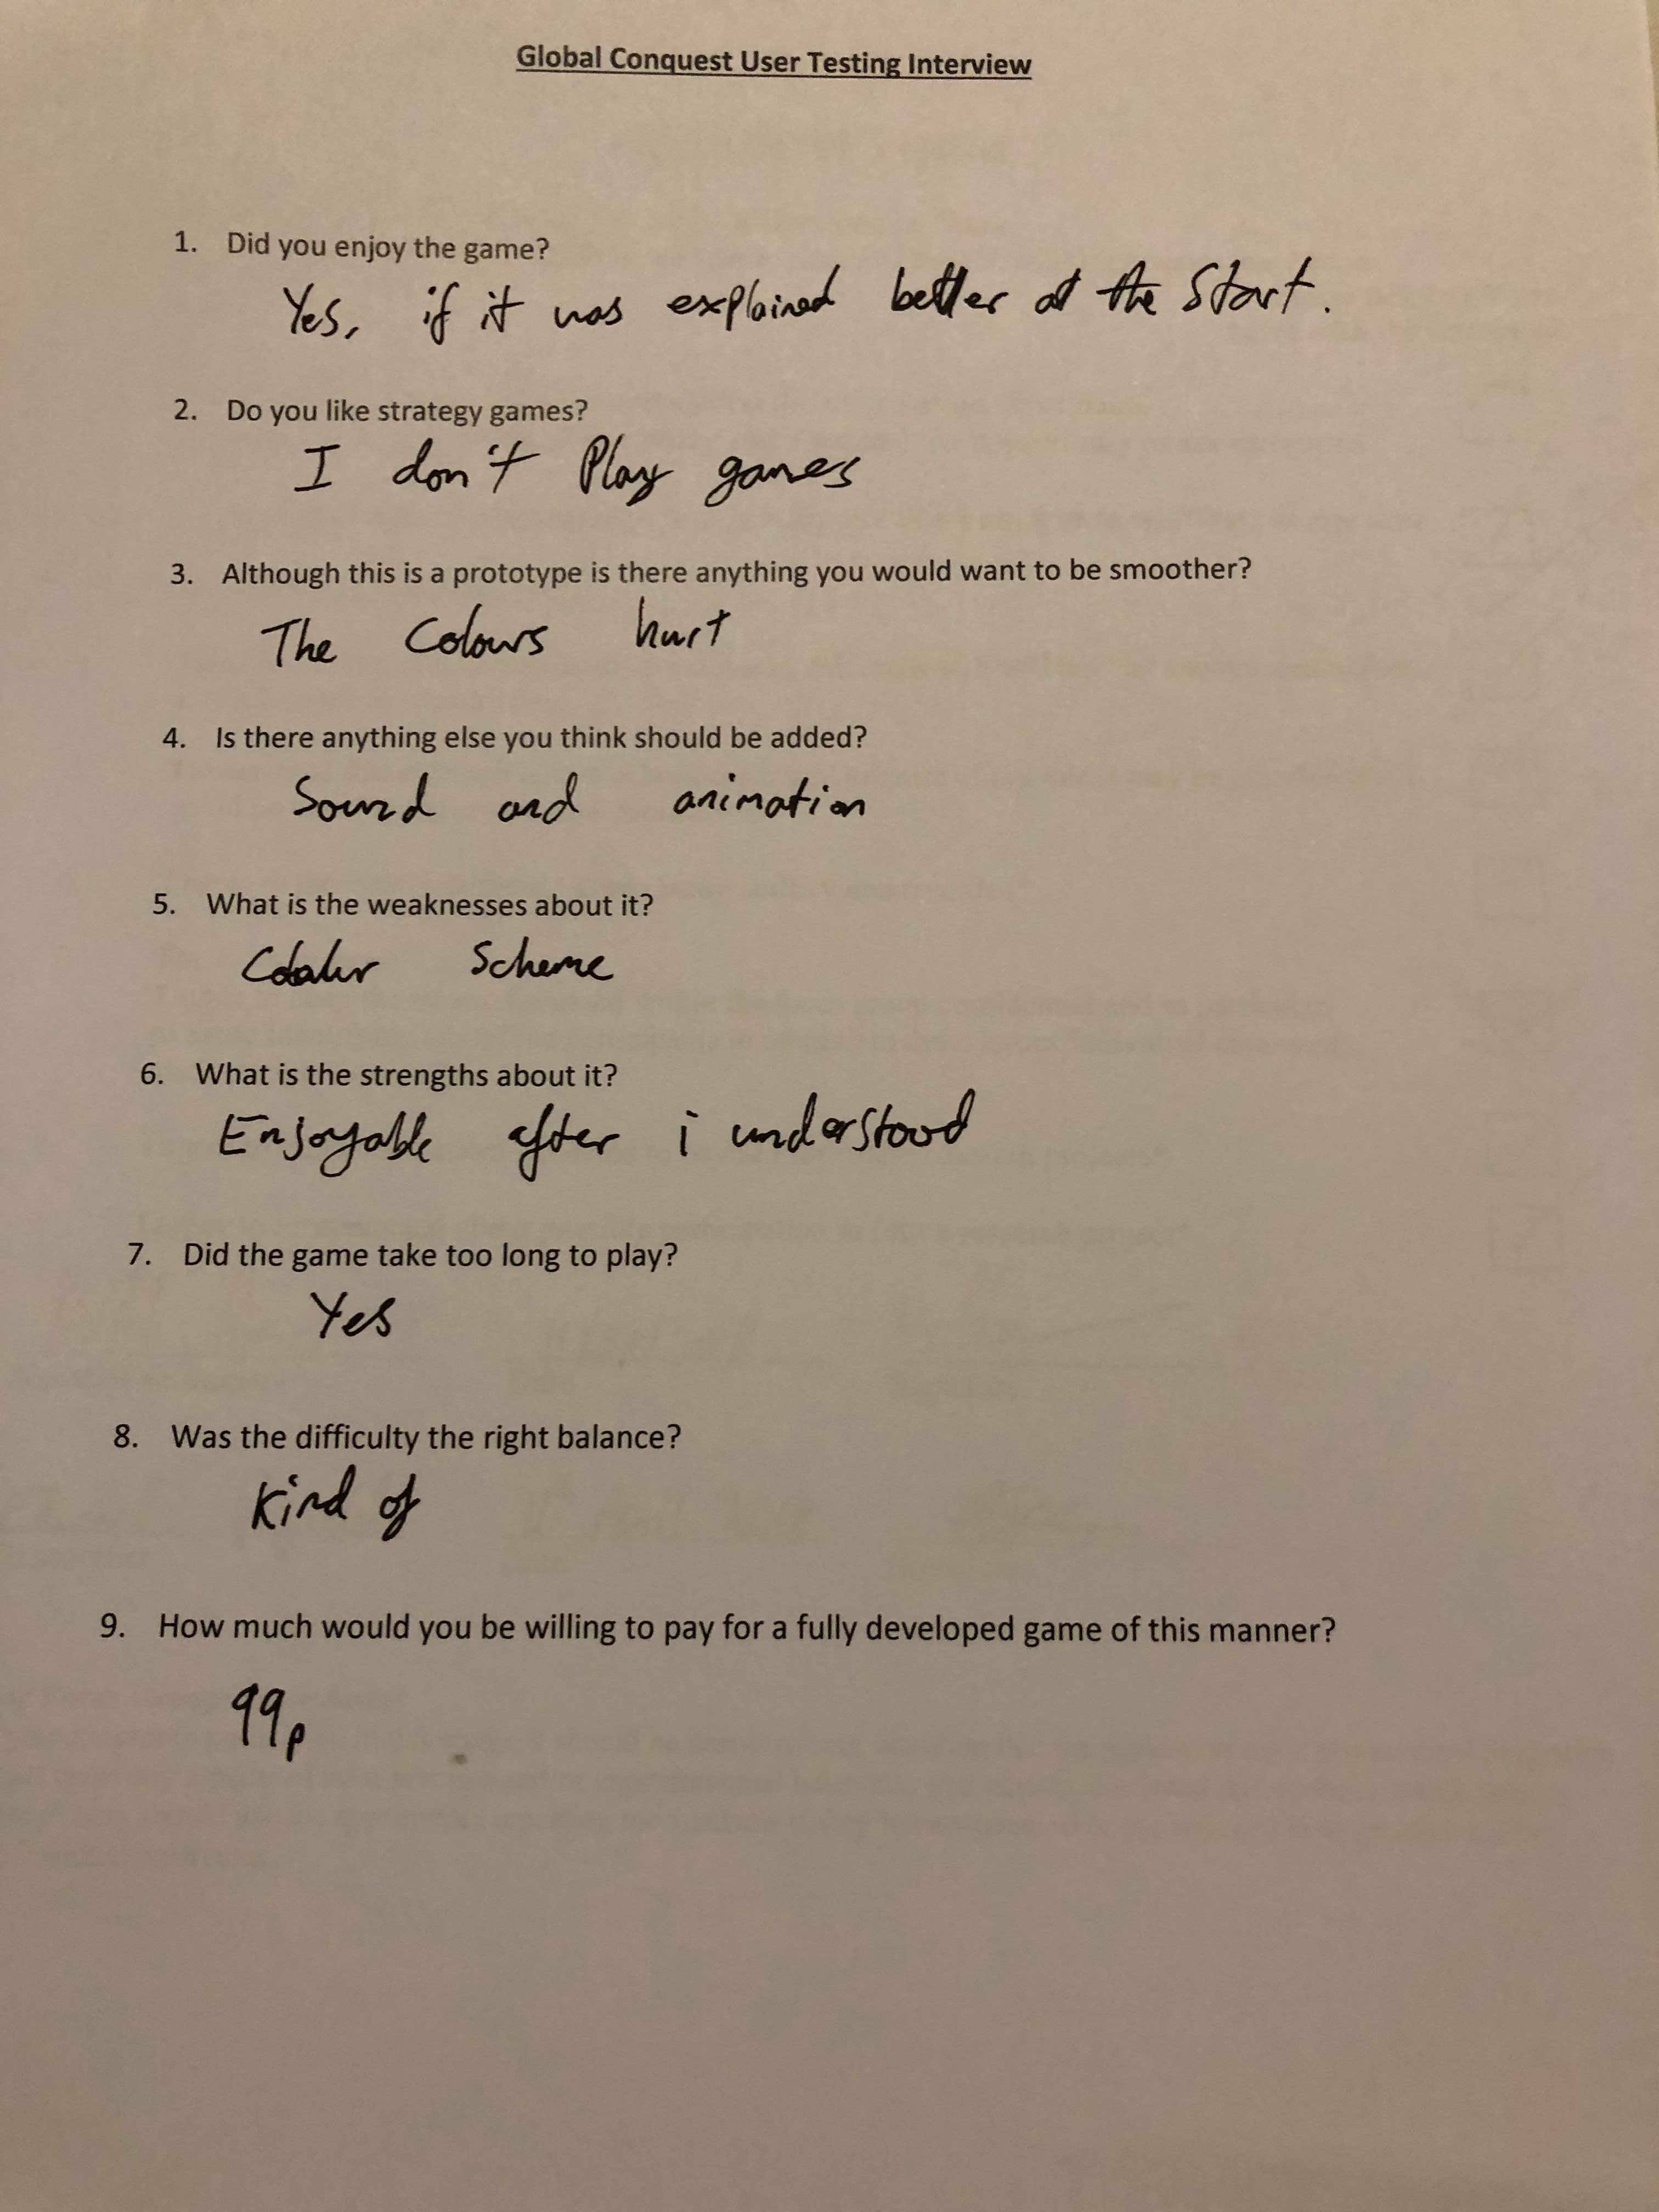 Global Conquest User Testing Interview
1. Did you enjoy the game?
Yes, if it was explained better at the Start.
2. Do you like strategy games?
I don't Play games
3. Although this is a prototype is there anything you would want to be smoother?
The Colours hurt
4. Is there anything else you think should be added?
Sound and animation
5. What is the weaknesses about it?
Scheme
6. What is the strengths about it?
Enjoyable after i understood
7. Did the game take too long to play?
Yes
8. Was the difficulty the right balance?
Kind of
9. How much would you be willing to pay for a fully developed game of this manner?
99p